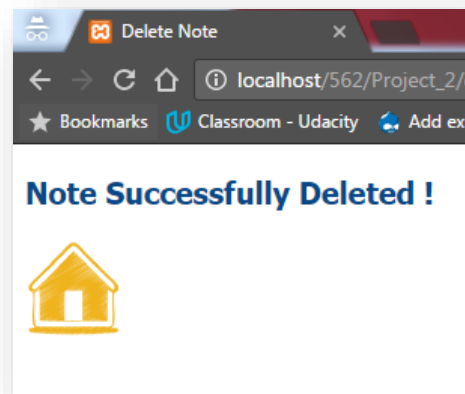 Delete Note
localhost/562/Project_2/
Bookmarks Classroom - Udacity Add ex
Note Successfully Deleted !